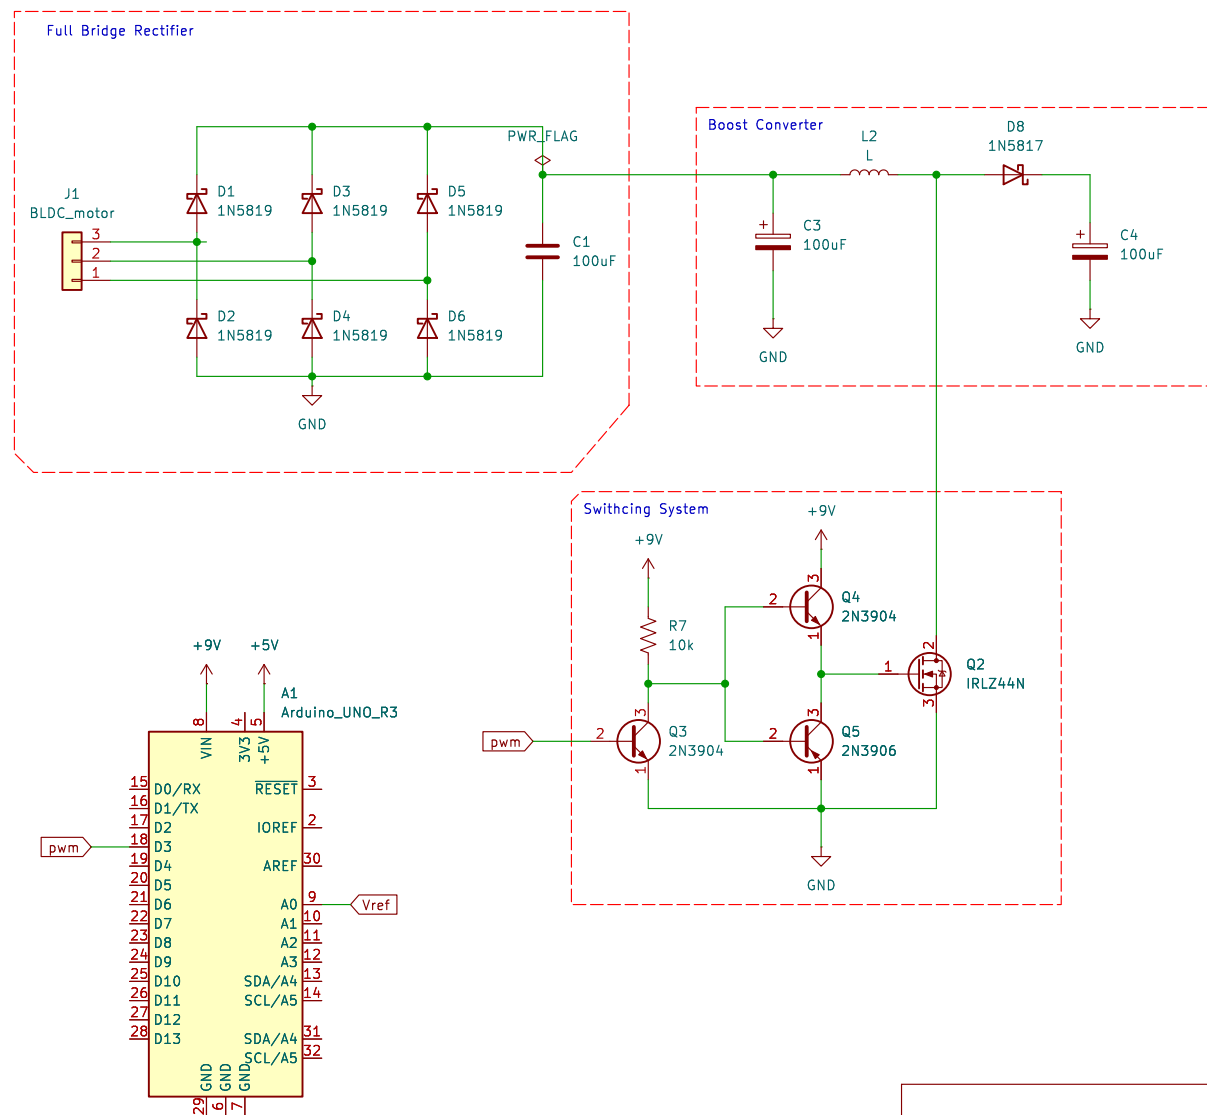 Full Bridge Rectifier
PWR_FLAG
J1
BLDC_motor
3
2
1
D1
1N5819
D3
1N5819
D5
1N5819
C1
100uF
D2
1N5819
D4
1N5819
D6
1N5819
GND
Boost Converter
L2
L
D8
1N5817
C3
100uF
C4
100uF
GND
GND
Swithcing System
+9V
+9V
R7
10k
pwm
2
3
1
Q3
2N3904
2
3
1
Q4
2N3904
2
3
1
Q5
2N3906
1
2
3
Q2
IRLZ44N
GND
+9V
+5V
A1
Arduino_UNO_R3
8
4
5
VIN
3V3
+5V
15
D0/RX
16
D1/TX
17
D2
pwm
18
D3
19
D4
20
D5
21
D6
22
D7
23
D8
24
D9
25
D10
26
D11
27
D12
28
D13
RESET
3
IOREF
2
AREF
30
A0
9
Vref
A1
10
A2
11
A3
12
SDA/A4
13
SCL/A5
14
SDA/A4
31
SCL/A5
32
GND
GND
GND
29
6
7